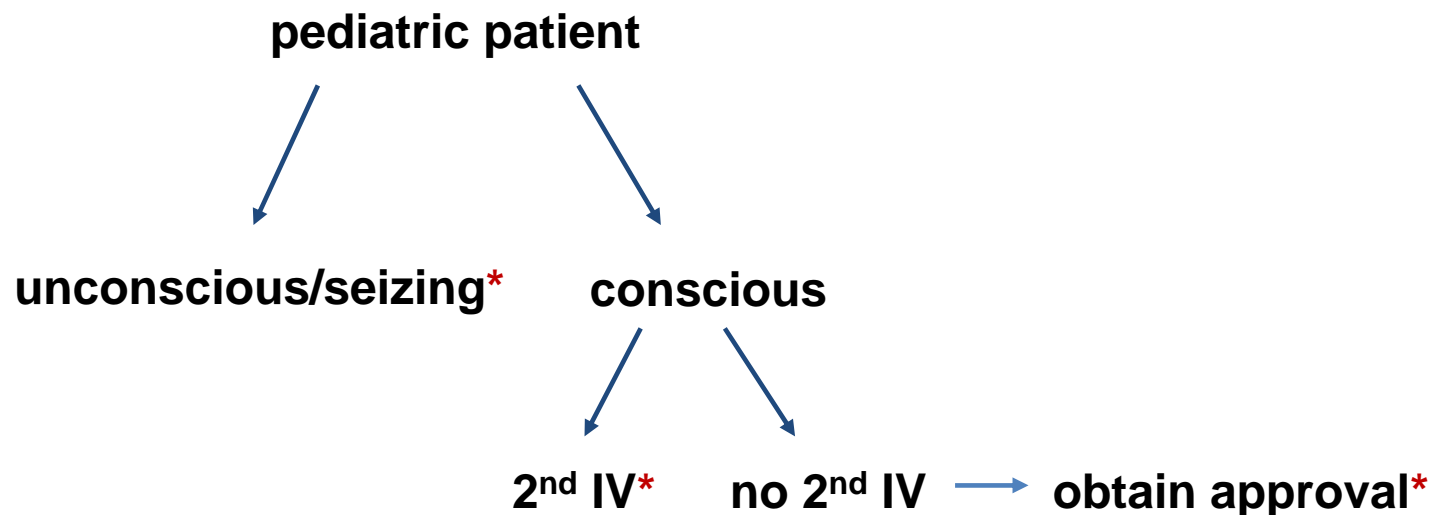 pediatric patient
unconscious/seizing* conscious
2nd IV* no 2nd IV obtain approval*